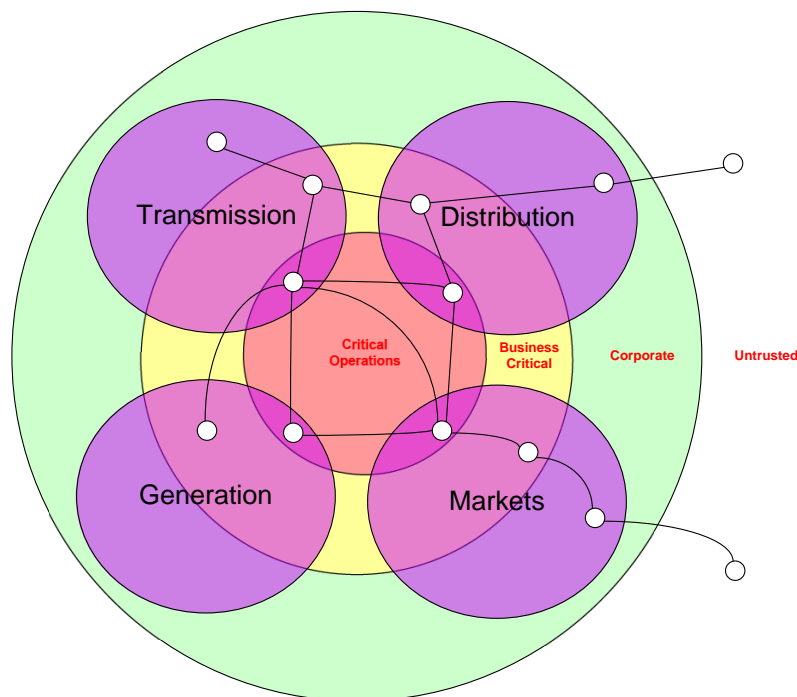 Transmission
Distribution
Critical
Operations
Business
Critical
Corporate
Untrusted
Generation
Markets